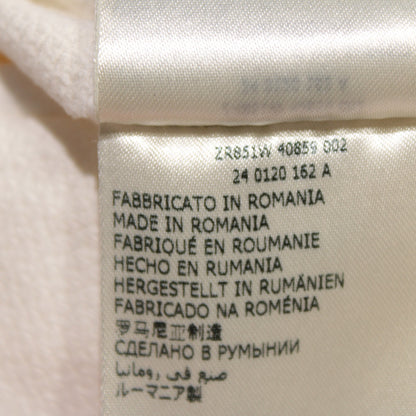 ZR851W 40859 002
24 0120 162 A
FABBRICATO IN ROMANIA
MADE IN ROMANIA
FABRIQUÉ EN ROUMANIE
HECHO EN RUMANIA
HERGESTELLT IN RUMÄNIEN
FABRICADO NA ROMÉNIA
罗马尼亚制造
СДЕЛАНО В РУМЫНИИ
صنع في رومانيا
ルーマニア製